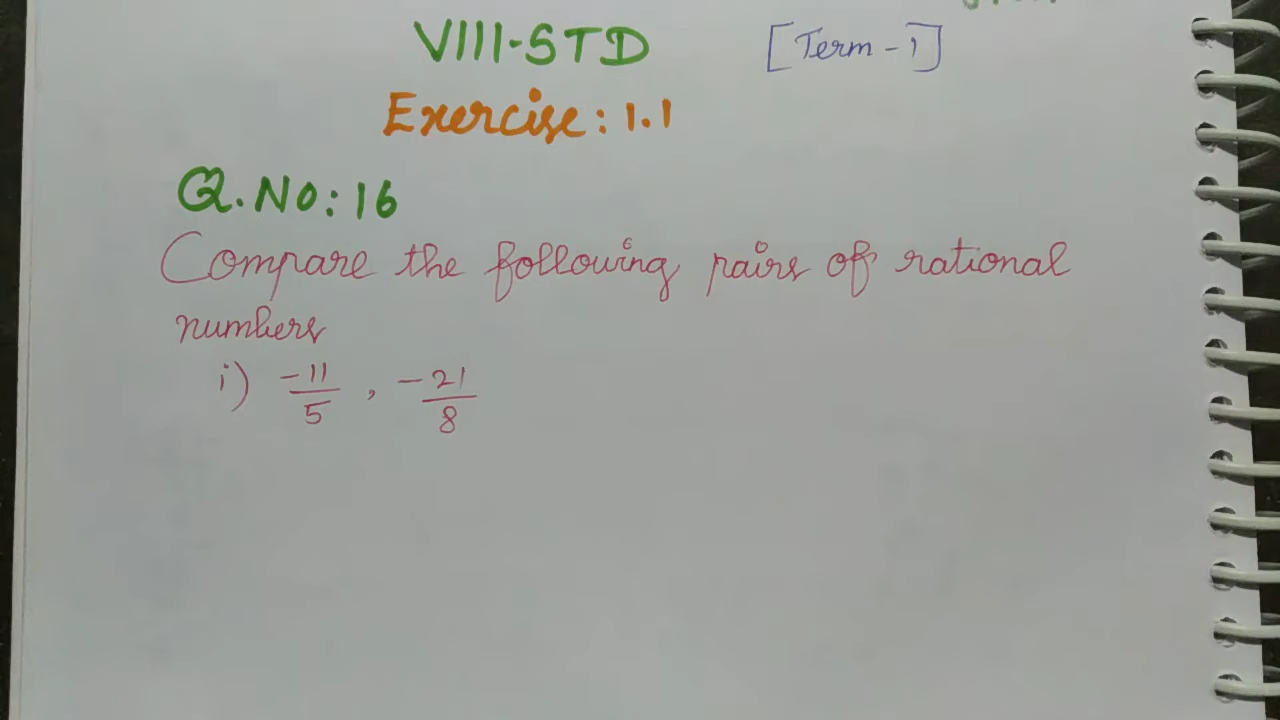 VIII-STD [Term-1]
Exercise: 1.1
Q.No: 16
Compare the following pairs of rational
numbers
i) -11/5 , -21/8